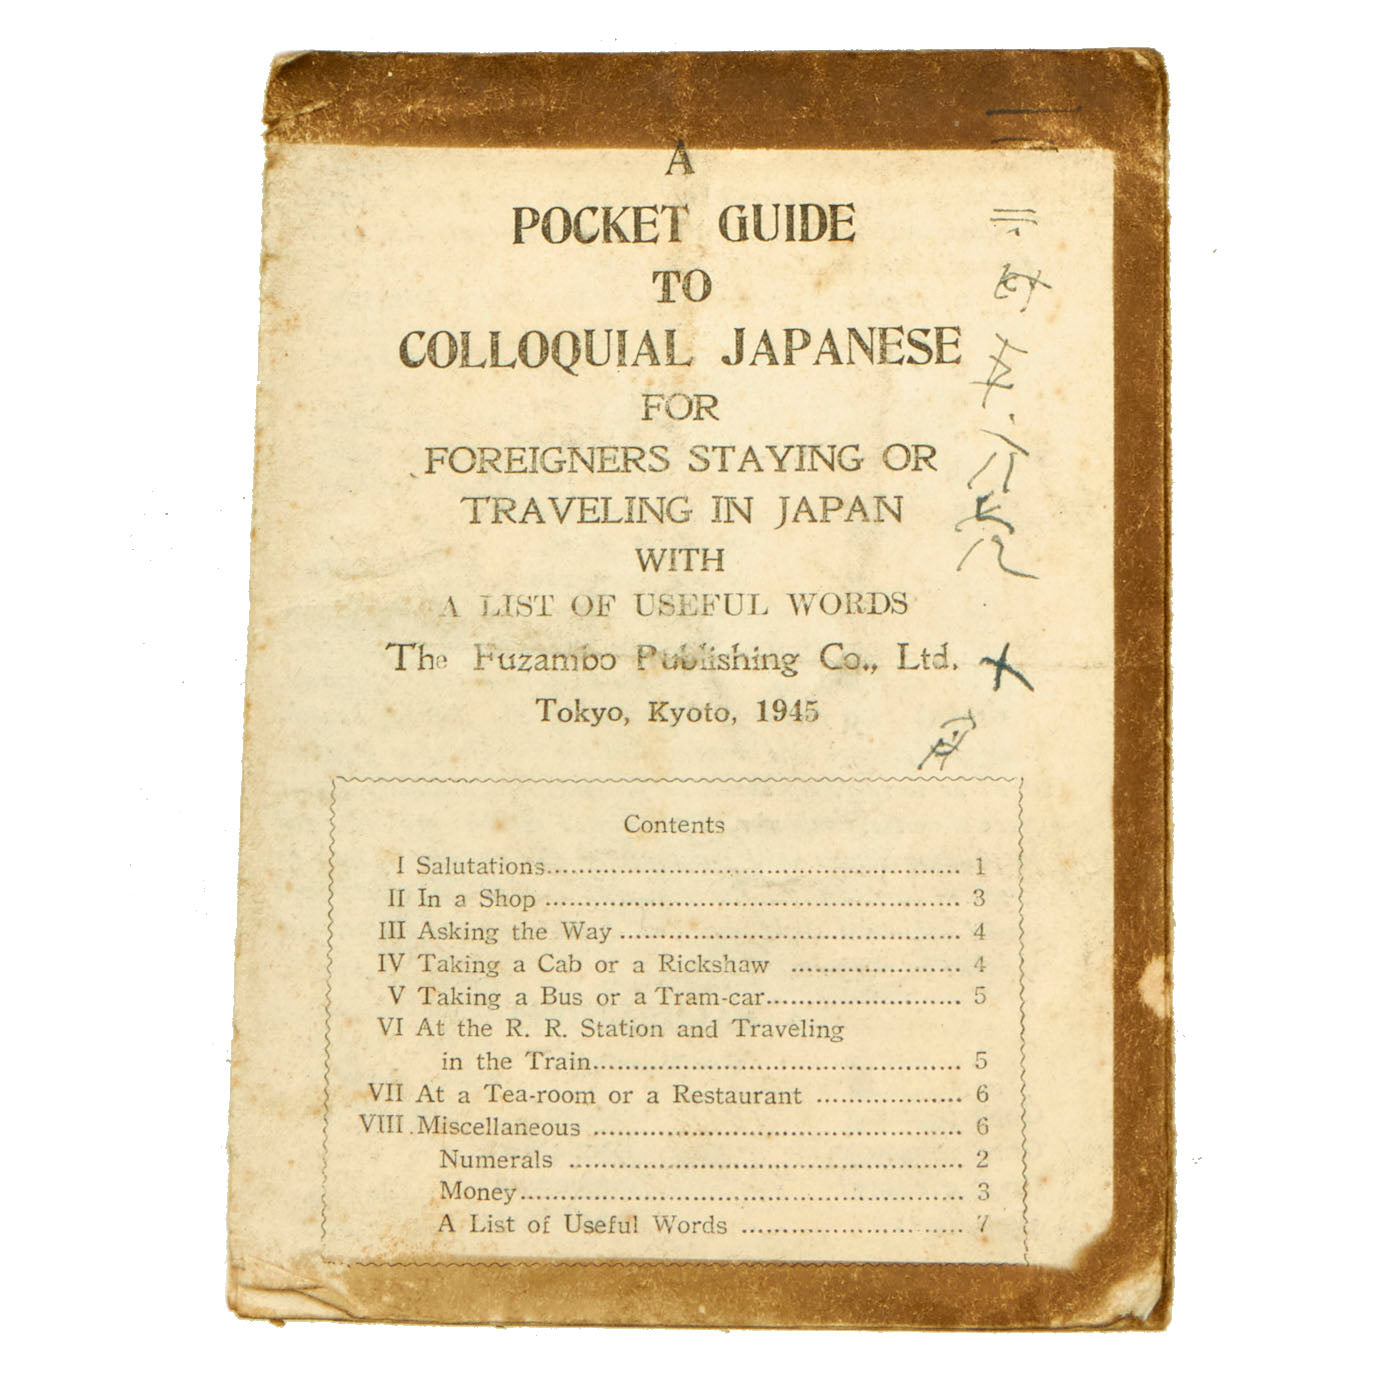 A
POCKET GUIDE
TO
COLLOQUIAL JAPANESE
FOR
FOREIGNERS STAYING OR
TRAVELING IN JAPAN
WITH
A LIST OF USEFUL WORDS
The Fuzambo Publishing Co., Ltd.
Tokyo, Kyoto, 1945
Contents
I Salutations........ 1
II In a Shop ........ 3
III Asking the Way ........ 4
IV Taking a Cab or a Rickshaw ........ 4
V Taking a Bus or a Tram-car........ 5
VI At the R. R. Station and Traveling
in the Train........ 5
VII At a Tea-room or a Restaurant ........ 6
VIII.Miscellaneous ........ 6
Numerals ........ 2
Money........ 3
A List of Useful Words ........ 7